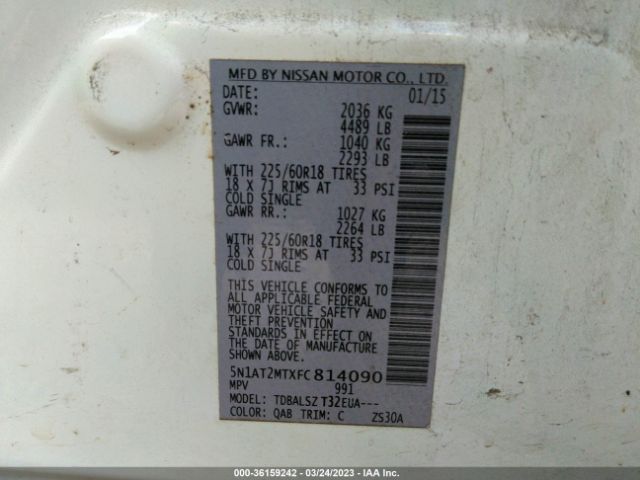 MFD BY NISSAN MOTOR CO., LTD.
DATE: 01/15
GVWR: 2036 KG
4489 LB
GAWR FR.: 1040 KG
2293 LB
WITH 225/60R18 TIRES
18 X 7J RIMS AT 33 PSI
COLD SINGLE
GAWR RR.: 1027 KG
2264 LB
WITH 225/60R18 TIRES
18 X 7J RIMS AT 33 PSI
COLD SINGLE
THIS VEHICLE CONFORMS TO
ALL APPLICABLE FEDERAL
MOTOR VEHICLE SAFETY AND
THEFT PREVENTION
STANDARDS IN EFFECT ON
THE DATE OF MANUFACTURE
SHOWN ABOVE.
5N1AT2MTXFC814090
MPV 991
MODEL: TDBALSZ T32EUA---
COLOR: QAB TRIM: C ZS30A
000-36159242 - 03/24/2023 - IAA Inc.